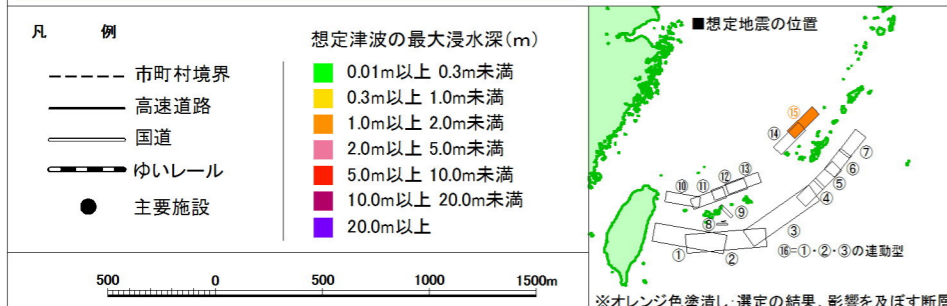 凡 例
市町村境界
高速道路
国道
ゆいレール
主要施設
想定津波の最大浸水深(m)
0.01m以上 0.3m未満
0.3m以上 1.0m未満
1.0m以上 2.0m未満
2.0m以上 5.0m未満
5.0m以上 10.0m未満
10.0m以上 20.0m未満
20.0m以上
500 0 500 1000 1500m
■想定地震の位置
⑮
⑭
⑦
⑥
⑤
④
⑬
⑫
⑪
⑩
⑨
⑧
③
⑯=①・②・③の連動型
①
②
※オレンジ色塗潰し:選定の結果、影響を及ぼす断層